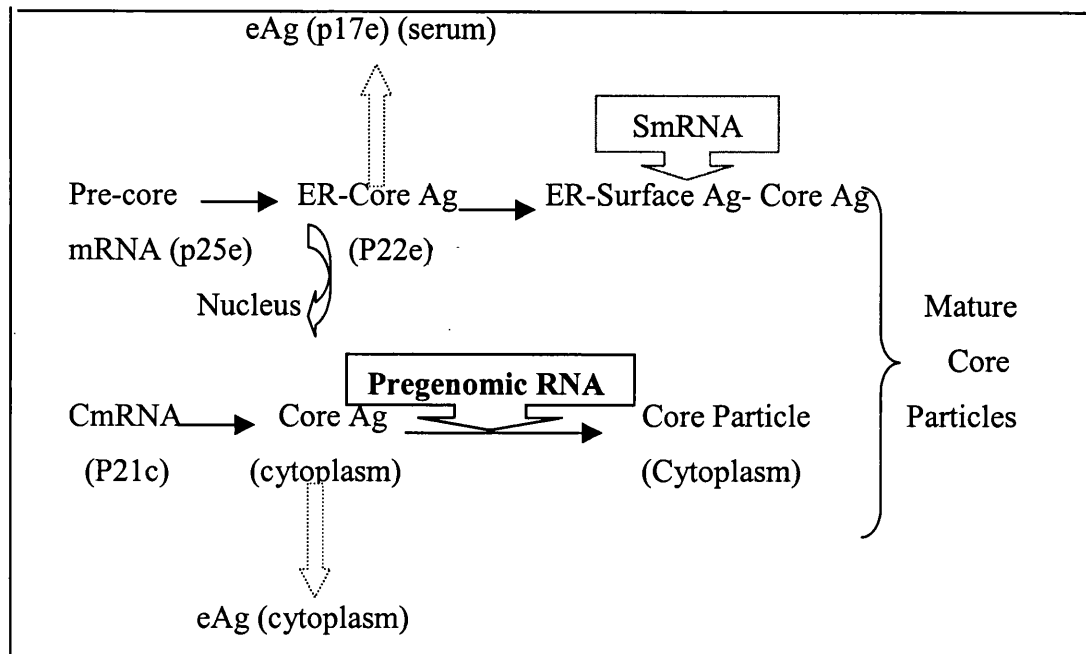 eAg (p17e) (serum)
SmRNA
Pre-core ER-Core Ag ER-Surface Ag- Core Ag
mRNA (p25e) (P22e)
Nucleus
Mature
Core
Particles
Pregenomic RNA
CmRNA Core Ag Core Particle
(P21c) (cytoplasm) (Cytoplasm)
eAg (cytoplasm)